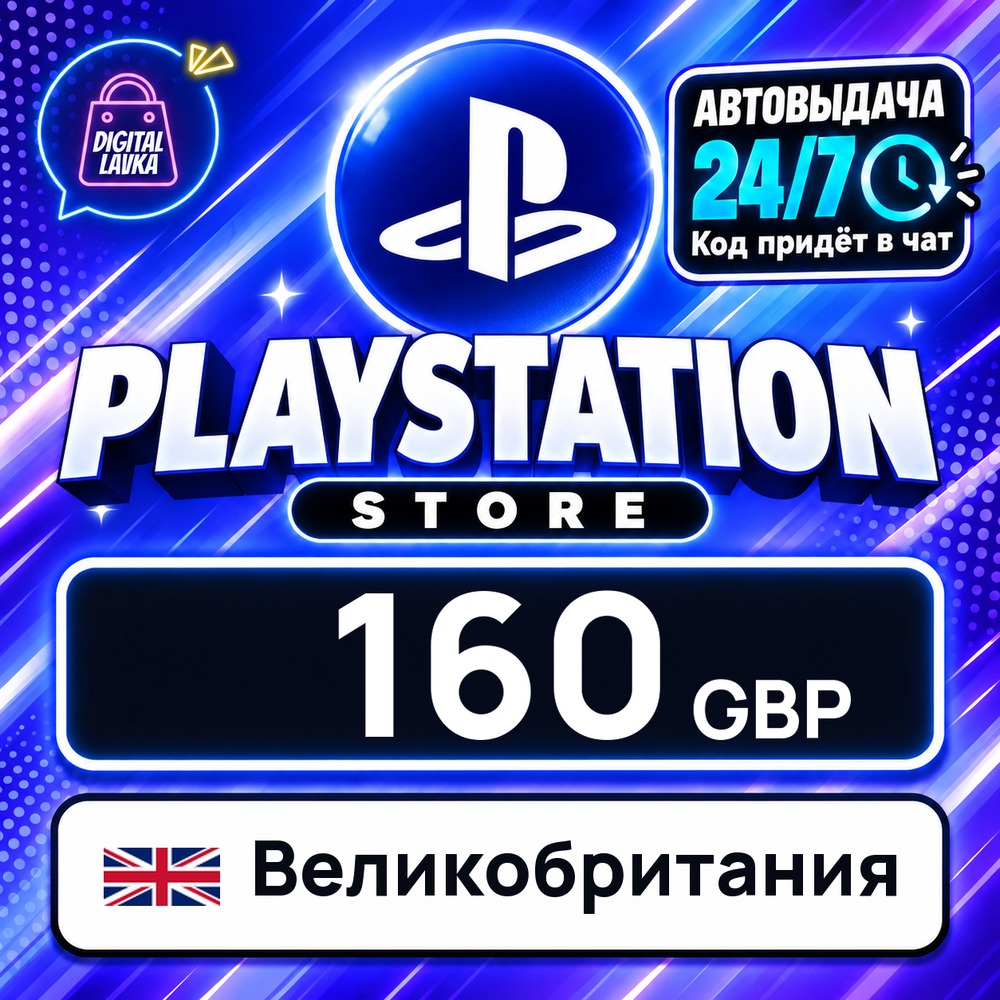 DIGITAL
LAVKA
АВТОВЫДАЧА
24/7
Код придёт в чат
PLAYSTATION
STORE
160 GBP
Великобритания